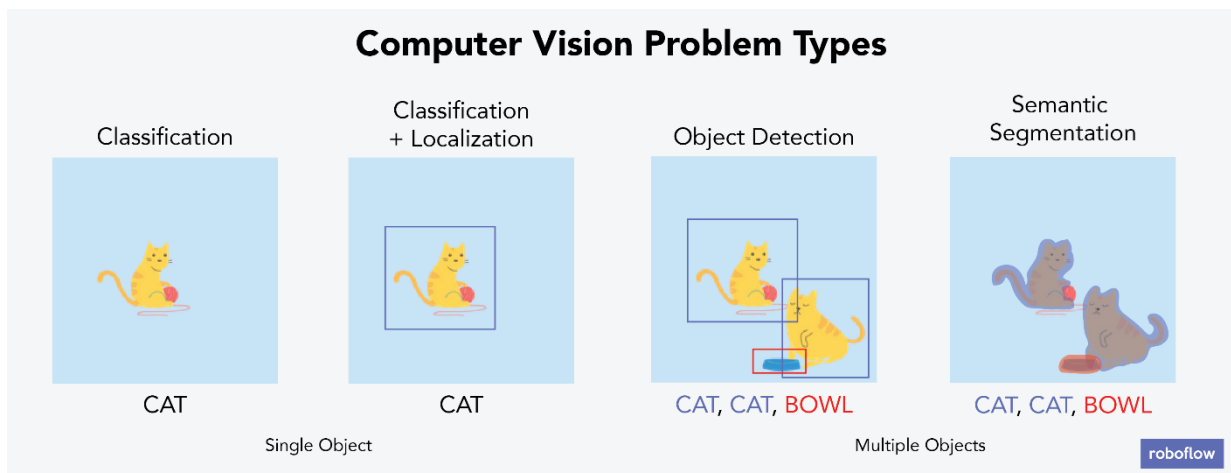 Computer Vision Problem Types
Classification
Classification
+ Localization
Object Detection
Semantic
Segmentation
CAT
CAT
CAT, CAT, BOWL
CAT, CAT, BOWL
Single Object
Multiple Objects
roboflow